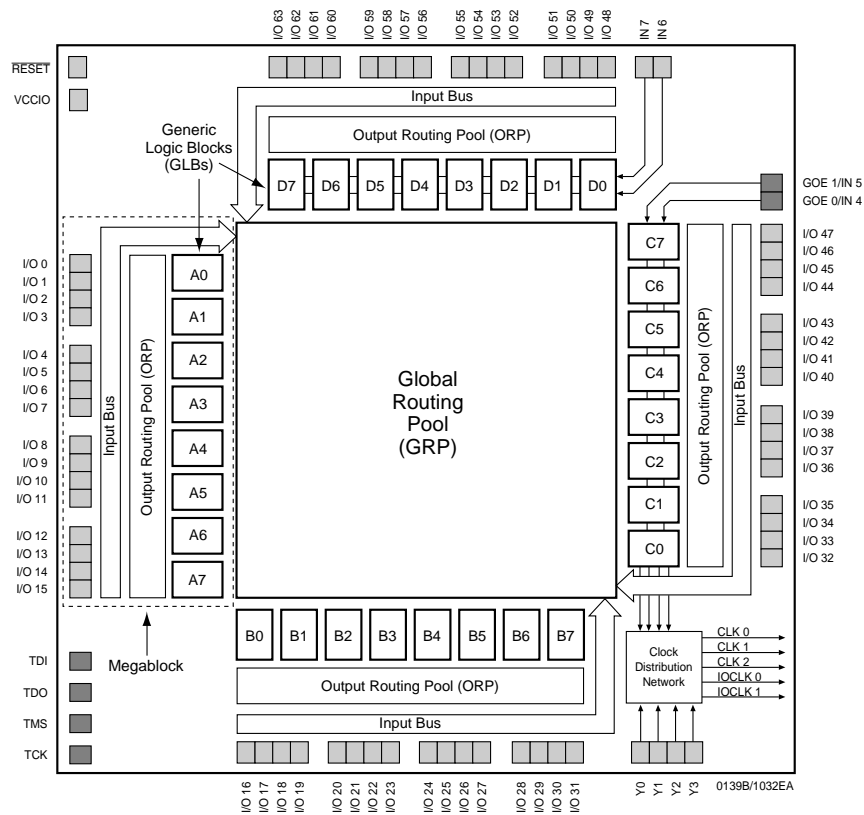 I/O 63
I/O 62
I/O 61
I/O 60
I/O 59
I/O 58
I/O 57
I/O 56
I/O 55
I/O 54
I/O 53
I/O 52
I/O 51
I/O 50
I/O 49
I/O 48
IN 7
IN 6
RESET
VCCIO
Input Bus
Output Routing Pool (ORP)
Generic
Logic Blocks
(GLBs)
D7
D6
D5
D4
D3
D2
D1
D0
GOE 1/IN 5
GOE 0/IN 4
I/O 0
I/O 1
I/O 2
I/O 3
I/O 4
I/O 5
I/O 6
I/O 7
I/O 8
I/O 9
I/O 10
I/O 11
I/O 12
I/O 13
I/O 14
I/O 15
Input Bus
Output Routing Pool (ORP)
A0
A1
A2
A3
A4
A5
A6
A7
Global
Routing
Pool
(GRP)
C7
C6
C5
C4
C3
C2
C1
C0
Output Routing Pool (ORP)
Input Bus
I/O 47
I/O 46
I/O 45
I/O 44
I/O 43
I/O 42
I/O 41
I/O 40
I/O 39
I/O 38
I/O 37
I/O 36
I/O 35
I/O 34
I/O 33
I/O 32
Megablock
TDI
TDO
TMS
TCK
B0
B1
B2
B3
B4
B5
B6
B7
Output Routing Pool (ORP)
Input Bus
Clock
Distribution
Network
CLK 0
CLK 1
CLK 2
IOCLK 0
IOCLK 1
I/O 16
I/O 17
I/O 18
I/O 19
I/O 20
I/O 21
I/O 22
I/O 23
I/O 24
I/O 25
I/O 26
I/O 27
I/O 28
I/O 29
I/O 30
I/O 31
Y0
Y1
Y2
Y3
0139B/1032EA